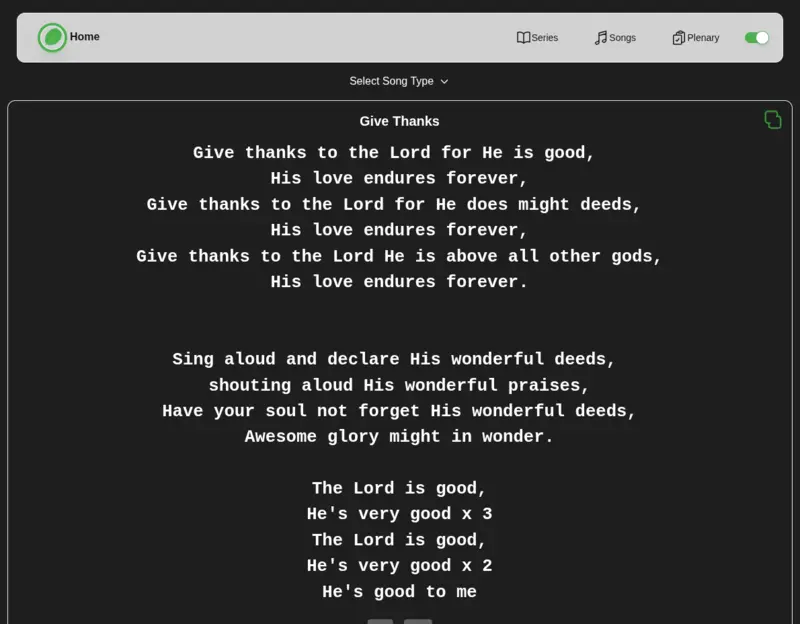 Home
Series
Songs
Plenary
Select Song Type
Give Thanks
Give thanks to the Lord for He is good,
His love endures forever,
Give thanks to the Lord for He does might deeds,
His love endures forever,
Give thanks to the Lord He is above all other gods,
His love endures forever.
Sing aloud and declare His wonderful deeds,
shouting aloud His wonderful praises,
Have your soul not forget His wonderful deeds,
Awesome glory might in wonder.
The Lord is good,
He's very good x 3
The Lord is good,
He's very good x 2
He's good to me